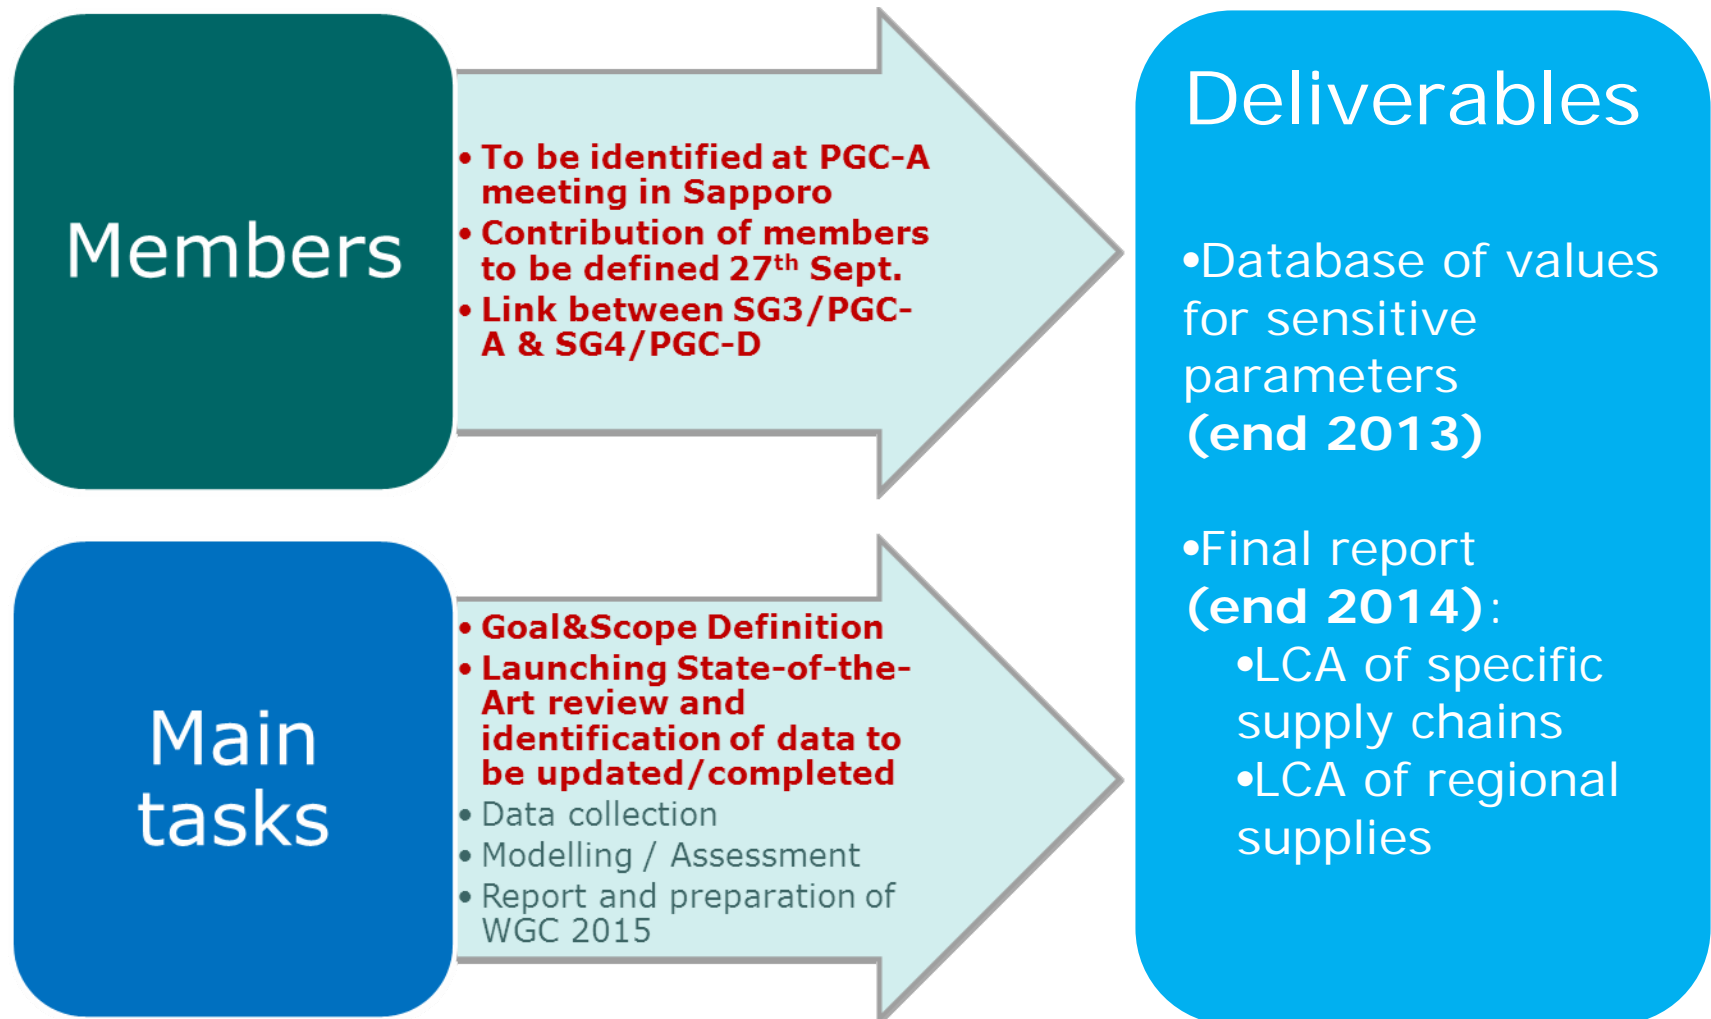 Members
• To be identified at PGC-A
meeting in Sapporo
• Contribution of members
to be defined 27th Sept.
• Link between SG3/PGC-
A & SG4/PGC-D
Main
tasks
• Goal&Scope Definition
• Launching State-of-the-
Art review and
identification of data to
be updated/completed
• Data collection
• Modelling / Assessment
• Report and preparation of
WGC 2015
Deliverables
•Database of values
for sensitive
parameters
(end 2013)
•Final report
(end 2014):
•LCA of specific
supply chains
•LCA of regional
supplies